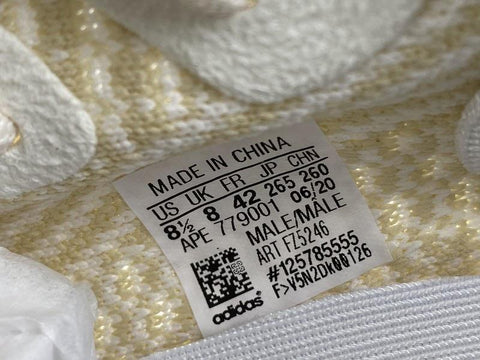 MADE IN CHINA
US UK FR JP CHN
8½ 8 42 265 260
APE 779001 06/20
MALE/MÂLE
ART FZ5246
#125785555
F>V5N2DK00126
adidas